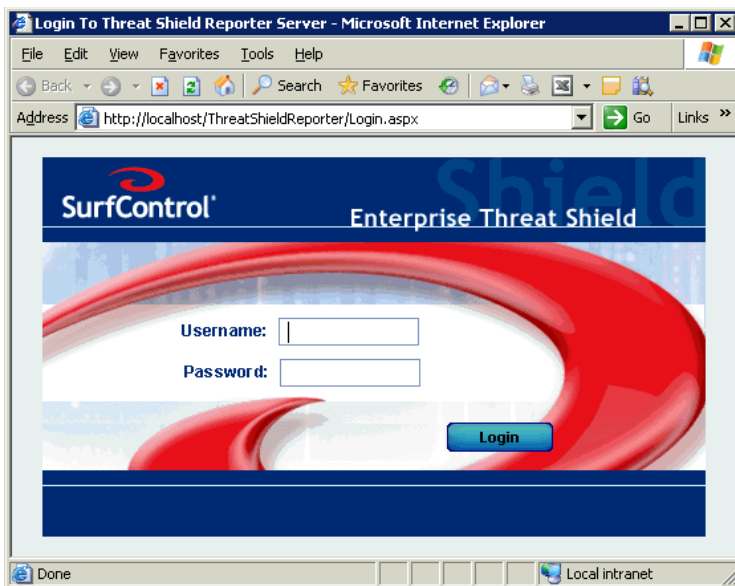 Login To Threat Shield Reporter Server - Microsoft Internet Explorer
File Edit View Favorites Tools Help
Back Search Favorites
Address http://localhost/ThreatShieldReporter/Login.aspx Go Links »
Shield
SurfControl®
Enterprise Threat Shield
Username:
Password:
Login
Done Local intranet